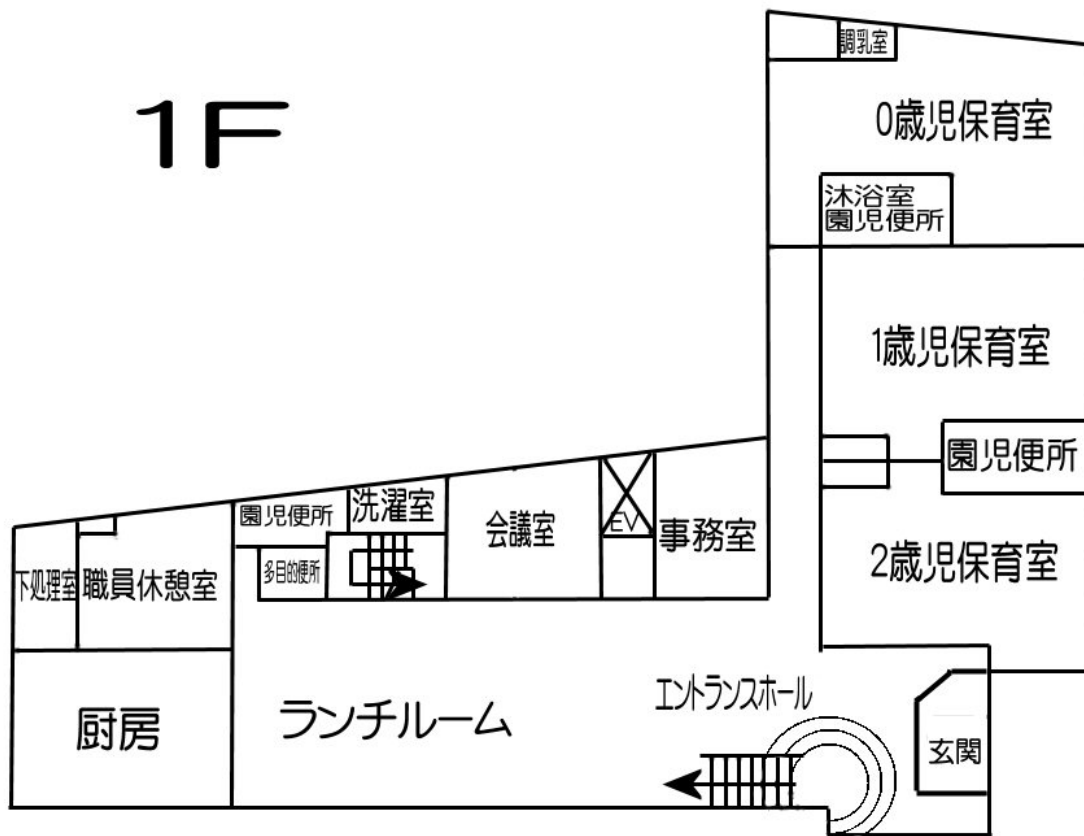 1F
調乳室
0歳児保育室
沐浴室
園児便所
1歳児保育室
園児便所
2歳児保育室
園児便所
洗濯室
会議室
EV
事務室
多目的便所
下処理室
職員休憩室
厨房
ランチルーム
エントランスホール
玄関